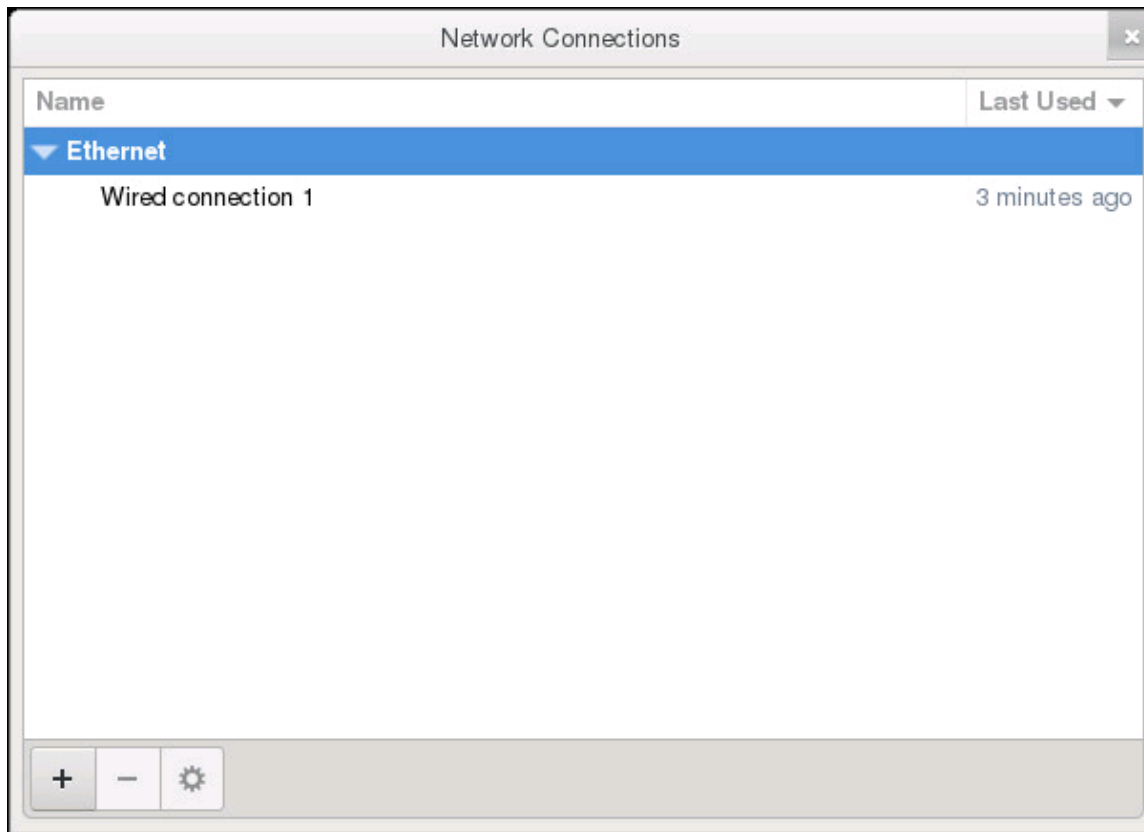 Network Connections
Name Last Used
Ethernet
Wired connection 1 3 minutes ago